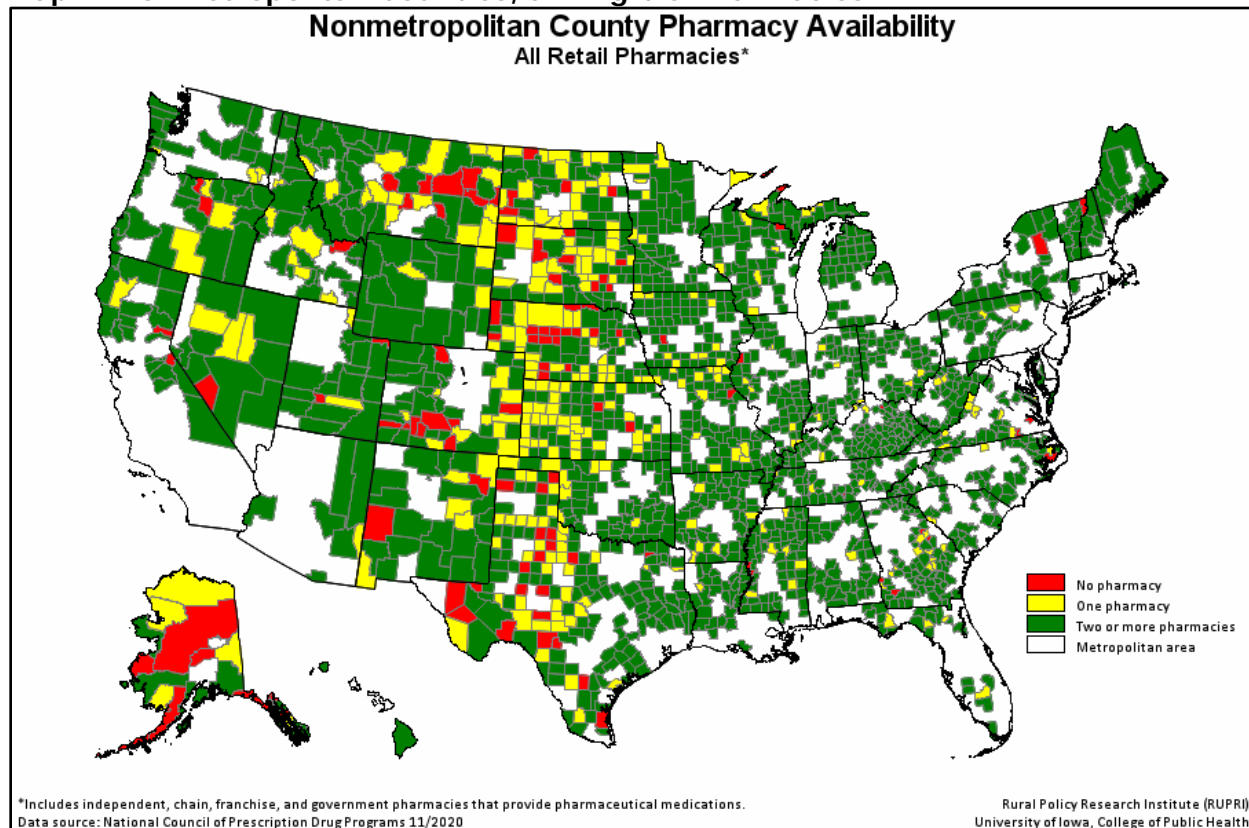 Nonmetropolitan County Pharmacy Availability
All Retail Pharmacies*
No pharmacy
One pharmacy
Two or more pharmacies
Metropolitan area
*Includes independent, chain, franchise, and government pharmacies that provide pharmaceutical medications.
Data source: National Council of Prescription Drug Programs 11/2020
Rural Policy Research Institute (RUPRI)
University of Iowa, College of Public Health